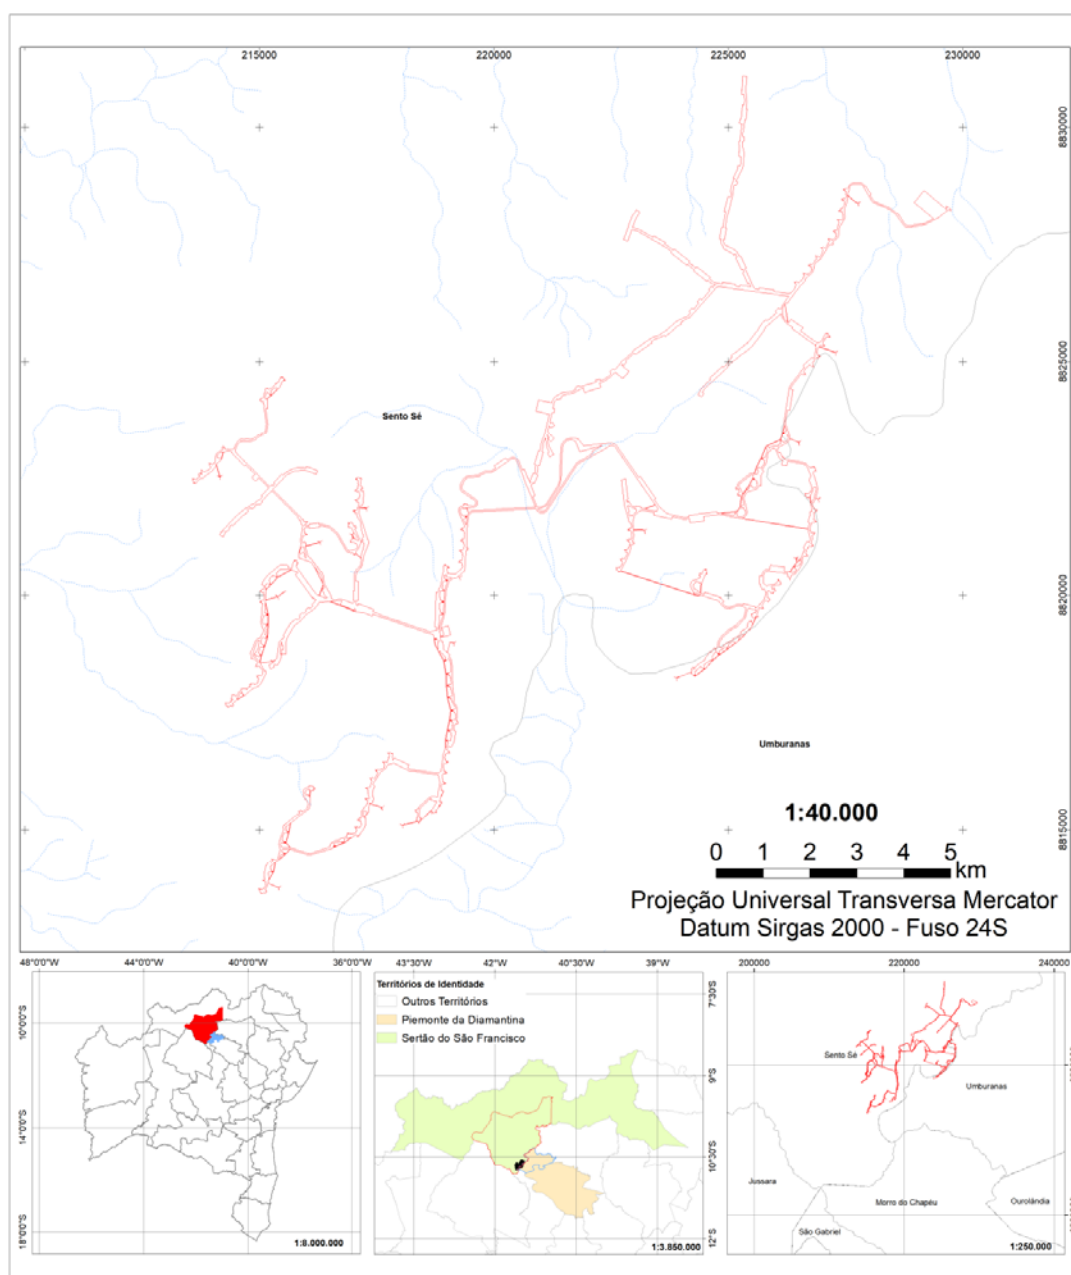 215000 220000 225000 230000
8830000
8825000
Sento Sé
8820000
Umburanas
1:40.000
8815000
0 1 2 3 4 5
km
Projeção Universal Transversa Mercator
Datum Sirgas 2000 - Fuso 24S
48°0'0"W 44°0'0"W 40°0'0"W 36°0'0"W
10°0'0"S
14°0'0"S
18°0'0"S
1:8.000.000
43°30'W 42°W 40°30'W 39°W
Territórios de Identidade
Outros Territórios
Piemonte da Diamantina
Sertão do São Francisco
7°30'S
9°S
10°30'S
12°S
1:3.850.000
200000 220000 240000
Sento Sé
Umburanas
Jussara
Morro do Chapéu
Ourolândia
São Gabriel
1:250.000